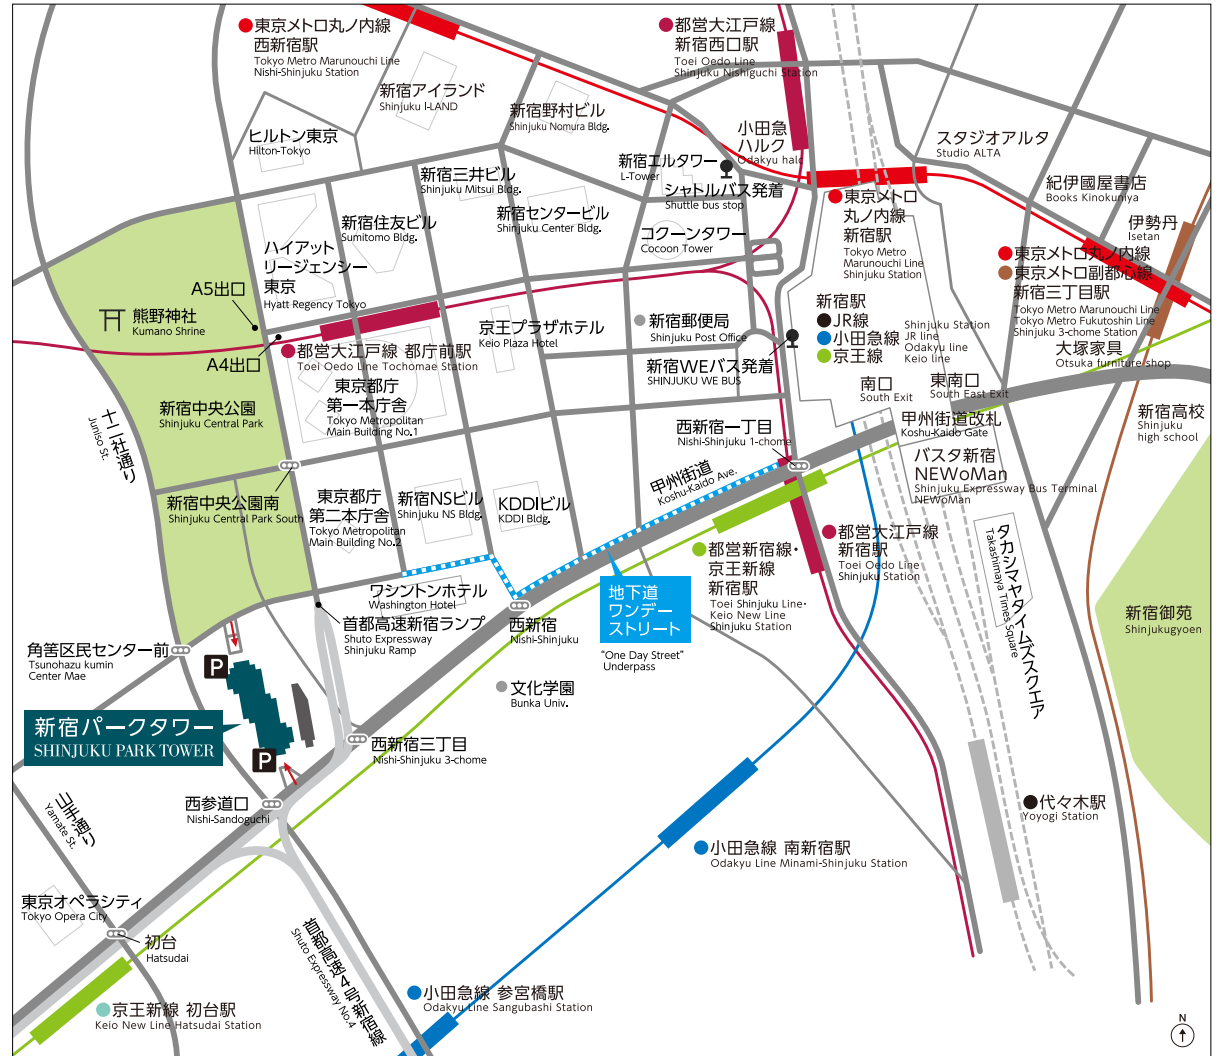 東京メトロ丸ノ内線
西新宿駅
Tokyo Metro Marunouchi Line
Nishi-Shinjuku Station
都営大江戸線
新宿西口駅
Toei Oedo Line
Shinjuku Nishiguchi Station
新宿アイランド
Shinjuku I-LAND
新宿野村ビル
Shinjuku Nomura Bldg.
ヒルトン東京
Hilton-Tokyo
小田急
ハルク
Odakyu halc
スタジオアルタ
Studio ALTA
新宿エルタワー
L-Tower
シャトルバス発着
Shuttle bus stop
新宿三井ビル
Shinjuku Mitsui Bldg.
紀伊國屋書店
Books Kinokuniya
新宿住友ビル
Sumitomo Bldg.
新宿センタービル
Shinjuku Center Bldg.
コクーンタワー
Cocoon Tower
東京メトロ
丸ノ内線
新宿駅
Tokyo Metro
Marunouchi Line
Shinjuku Station
伊勢丹
Isetan
ハイアット
リージェンシー
東京
Hyatt Regency Tokyo
東京メトロ丸ノ内線
東京メトロ副都心線
新宿三丁目駅
Tokyo Metro Marunouchi Line
Tokyo Metro Fukutoshin Line
Shinjuku 3-chome Station
A5出口
熊野神社
Kumano Shrine
A4出口
新宿駅
JR線
小田急線
京王線
Shinjuku Station
JR line
Odakyu line
Keio line
京王プラザホテル
Keio Plaza Hotel
新宿郵便局
Shinjuku Post Office
新宿WEバス発着
SHINJUKU WE BUS
都営大江戸線 都庁前駅
Toei Oedo Line Tochomae Station
大塚家具
Otsuka furniture shop
南口
South Exit
東南口
South East Exit
東京都庁
第一本庁舎
Tokyo Metropolitan
Main Building No.1
新宿中央公園
Shinjuku Central Park
十二社通り
Juniso St.
西新宿一丁目
Nishi-Shinjuku 1-chome
甲州街道改札
Koshu-Kaido Gate
新宿高校
Shinjuku
high school
バスタ新宿
NEWoMan
Shinjuku Expressway Bus Terminal
NEWoMan
甲州街道
Koshu-Kaido Ave.
新宿中央公園南
Shinjuku Central Park South
東京都庁
第二本庁舎
Tokyo Metropolitan
Main Building No.2
新宿NSビル
Shinjuku NS Bldg.
KDDIビル
KDDI Bldg.
都営大江戸線
新宿駅
Toei Oedo Line
Shinjuku Station
都営新宿線・
京王新線
新宿駅
Toei Shinjuku Line・
Keio New Line
Shinjuku Station
タカシマヤタイムズスクエア
Takashimaya Times Square
ワシントンホテル
Washington Hotel
地下道
ワンデー
ストリート
"One Day Street"
Underpass
新宿御苑
Shinjukugyoen
首都高速新宿ランプ
Shuto Expressway
Shinjuku Ramp
西新宿
Nishi-Shinjuku
角筈区民センター前
Tsunohazu kumin
Center Mae
P
文化学園
Bunka Univ.
新宿パークタワー
SHINJUKU PARK TOWER
P
西新宿三丁目
Nishi-Shinjuku 3-chome
西参道口
Nishi-Sandoguchi
山手通り
Yamate St.
代々木駅
Yoyogi Station
小田急線 南新宿駅
Odakyu Line Minami-Shinjuku Station
東京オペラシティ
Tokyo Opera City
初台
Hatsudai
首都高速4号新宿線
Shuto Expressway No.4
小田急線 参宮橋駅
Odakyu Line Sangubashi Station
京王新線 初台駅
Keio New Line Hatsudai Station
N